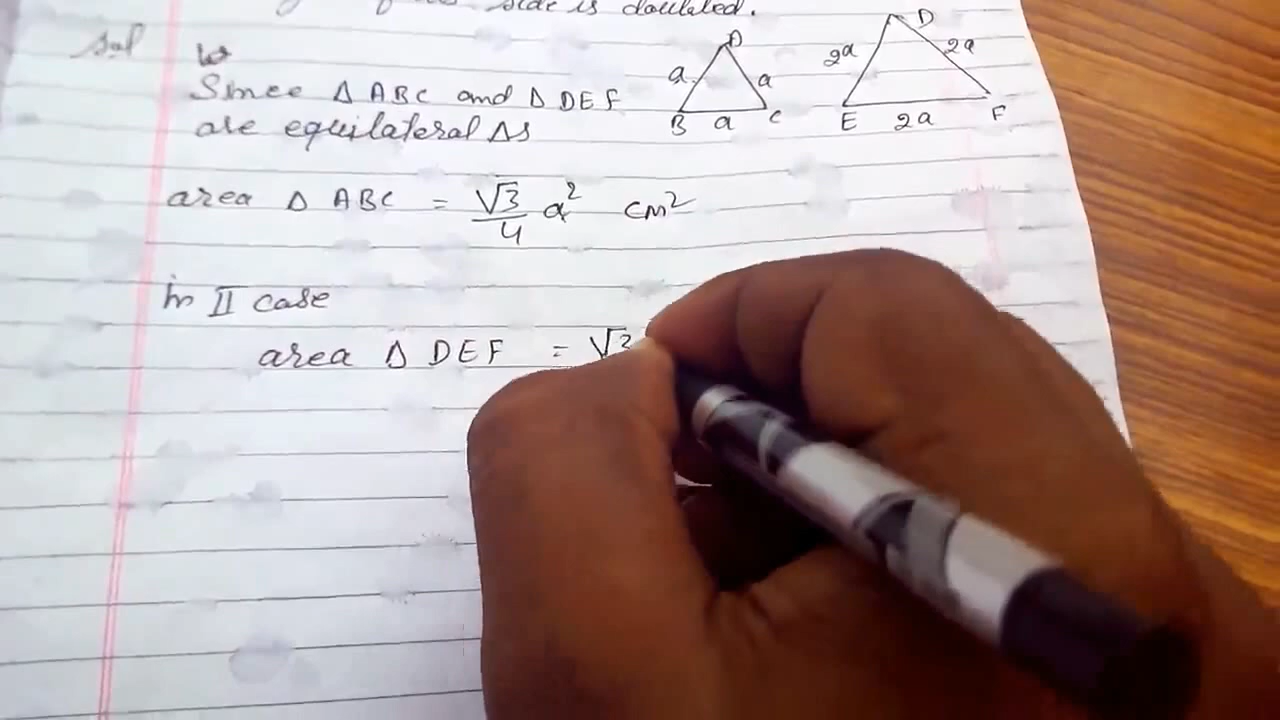 side is doubled.
Sol
Since Δ ABC and Δ DEF
are equilateral Δs
a a
B a C
D
2a 2a
E 2a F
area Δ ABC = √3/4 a² cm²
in II case
area Δ DEF = √3